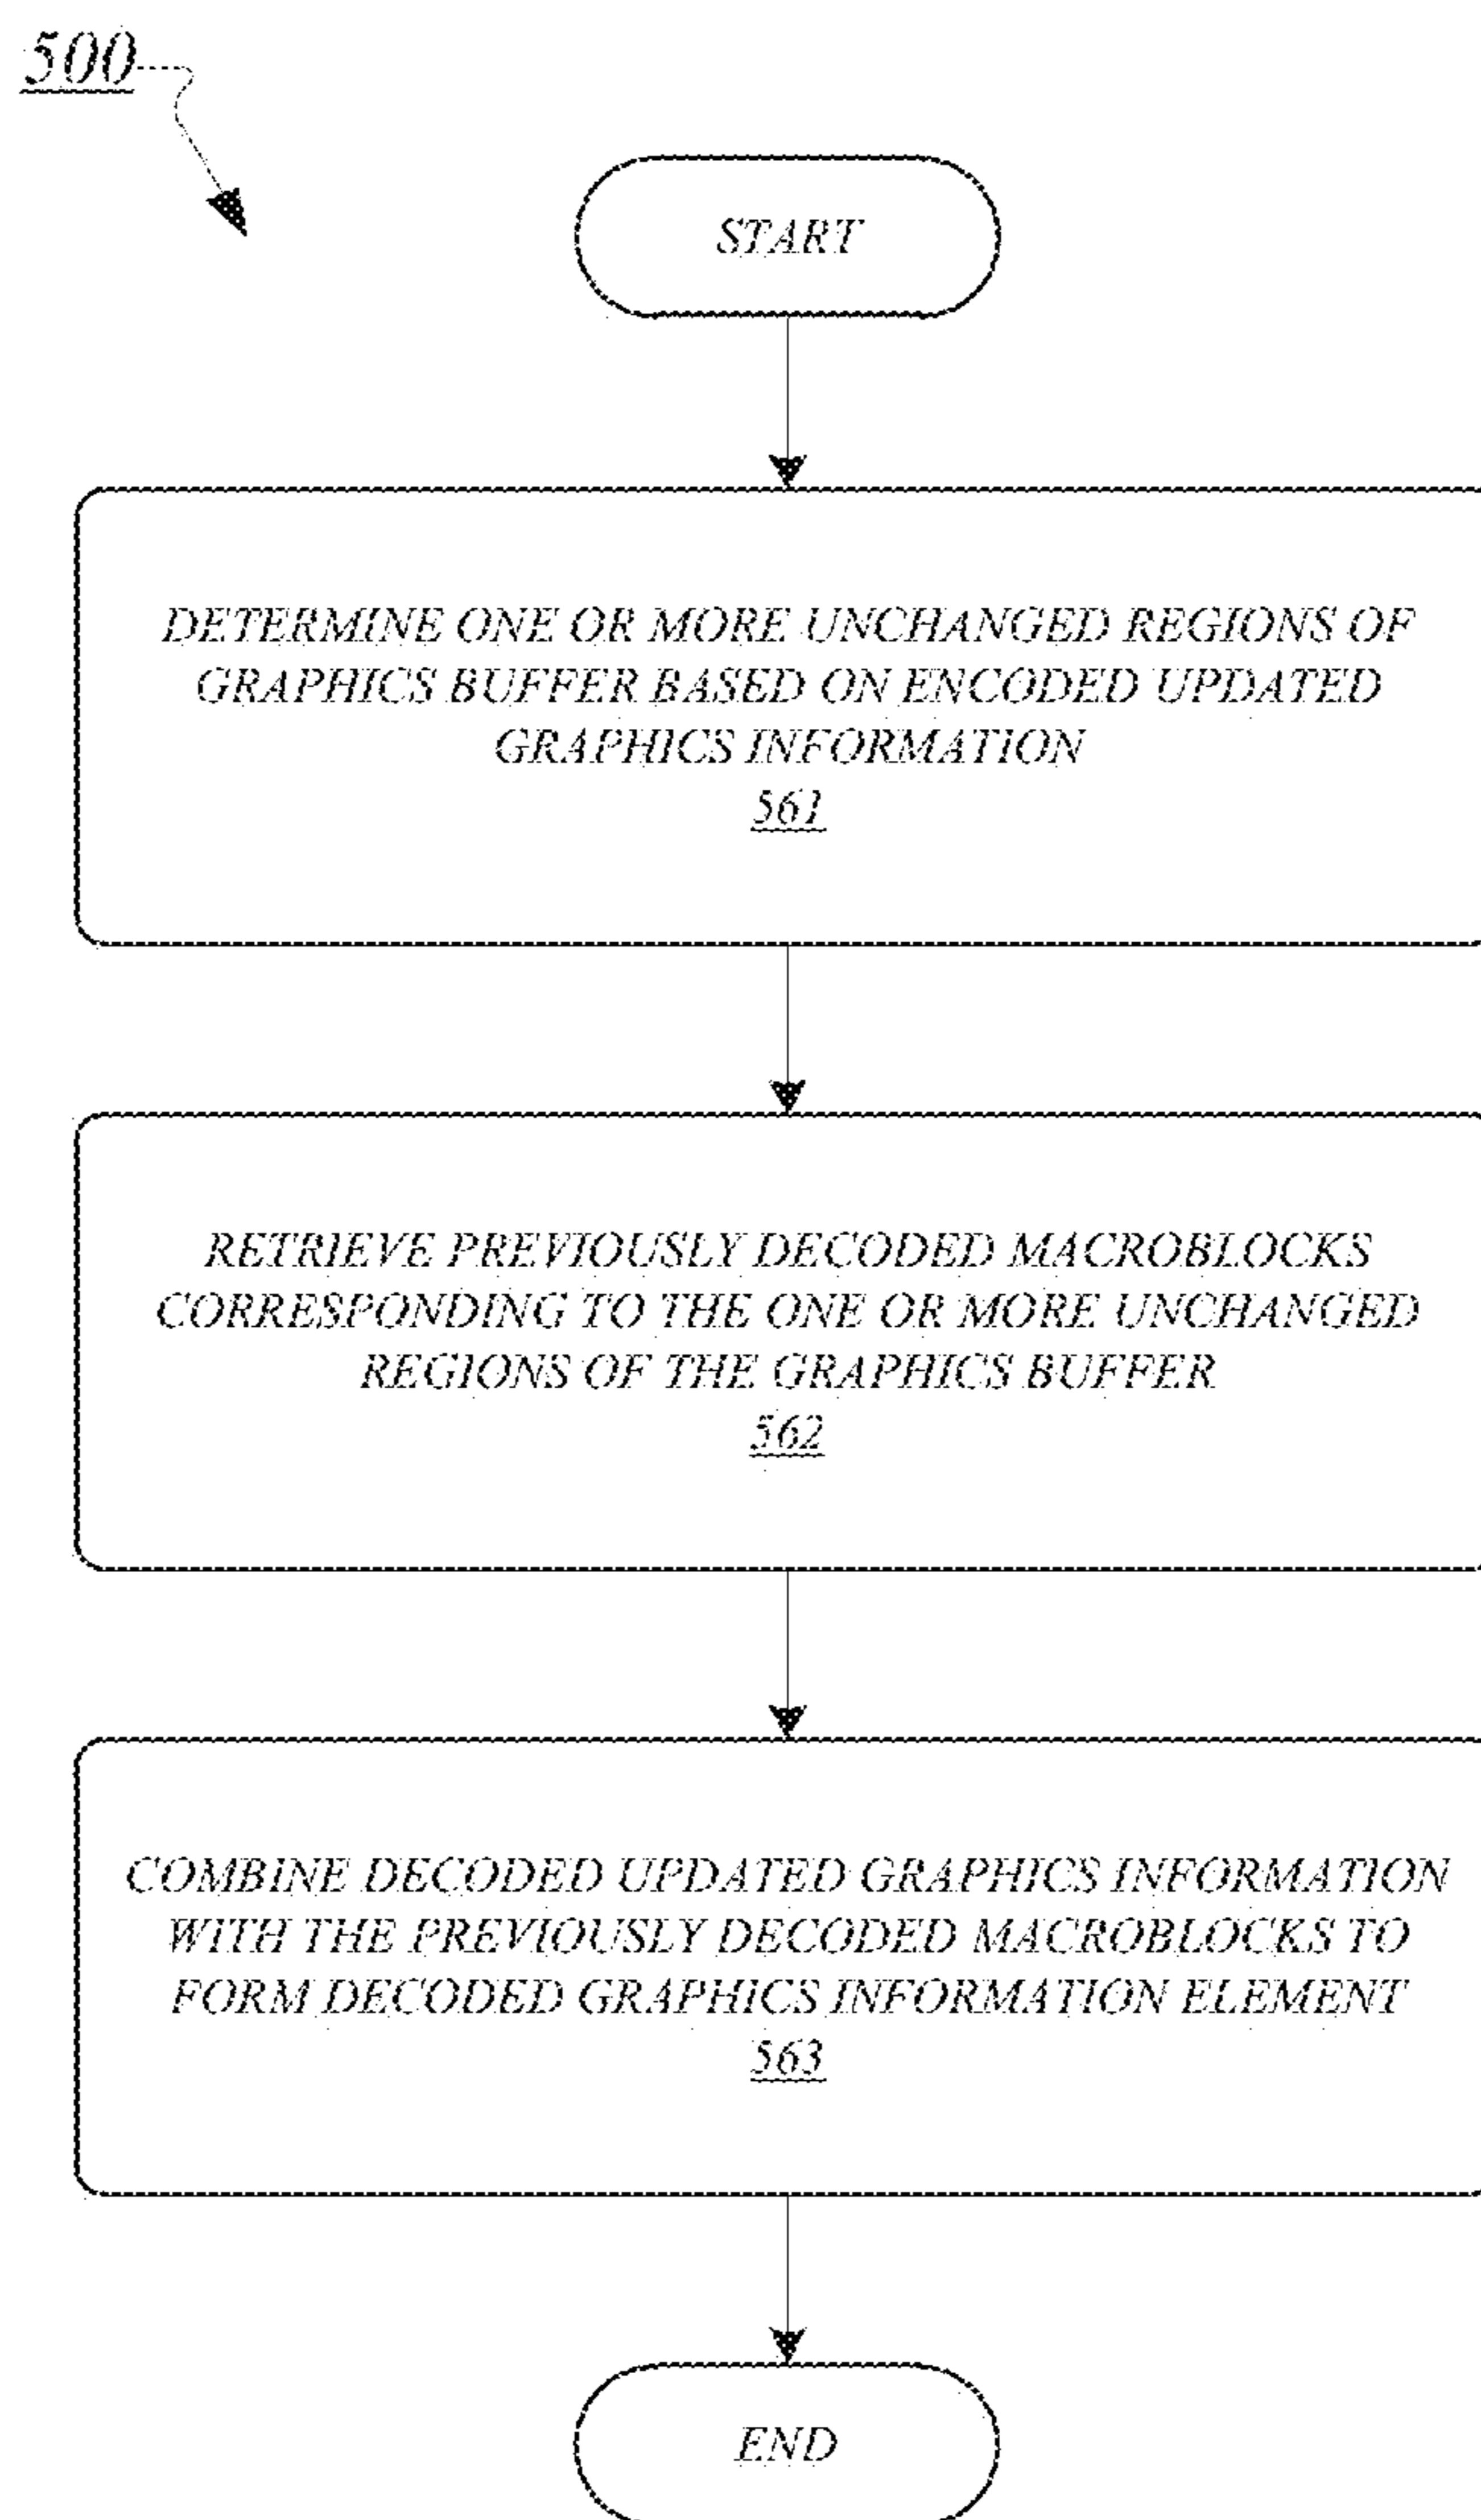 500
START
DETERMINE ONE OR MORE UNCHANGED REGIONS OF
GRAPHICS BUFFER BASED ON ENCODED UPDATED
GRAPHICS INFORMATION
561
RETRIEVE PREVIOUSLY DECODED MACROBLOCKS
CORRESPONDING TO THE ONE OR MORE UNCHANGED
REGIONS OF THE GRAPHICS BUFFER
562
COMBINE DECODED UPDATED GRAPHICS INFORMATION
WITH THE PREVIOUSLY DECODED MACROBLOCKS TO
FORM DECODED GRAPHICS INFORMATION ELEMENT
563
END